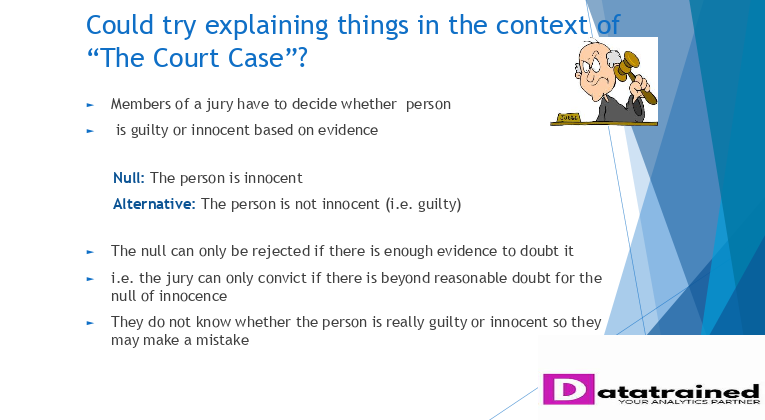 Could try explaining things in the context of
“The Court Case”?
► Members of a jury have to decide whether  person
► is guilty or innocent based on evidence
Null: The person is innocent
Alternative: The person is not innocent (i.e. guilty)
► The null can only be rejected if there is enough evidence to doubt it
► i.e. the jury can only convict if there is beyond reasonable doubt for the
null of innocence
► They do not know whether the person is really guilty or innocent so they
may make a mistake
Datatrained
YOUR ANALYTICS PARTNER